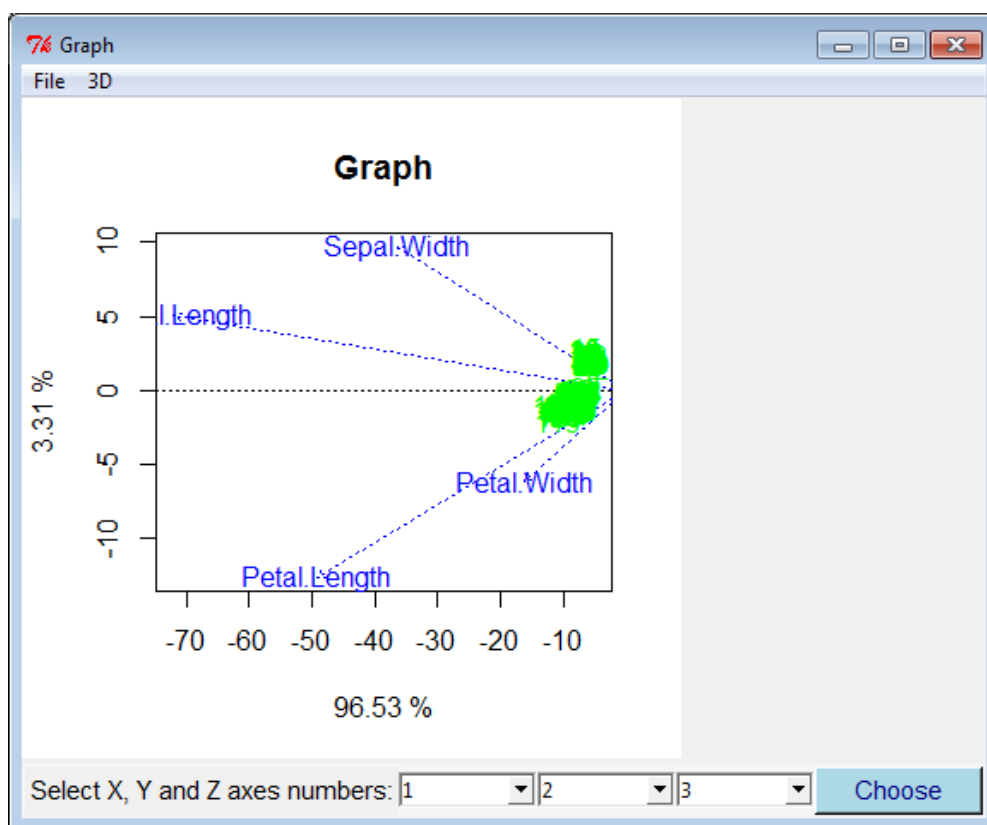 Graph
File 3D
Graph
10
5
0
-5
-10
3.31 %
Sepal.Width
l.Length
Petal.Width
Petal.Length
-70 -60 -50 -40 -30 -20 -10
96.53 %
Select X, Y and Z axes numbers: 1 2 3 Choose